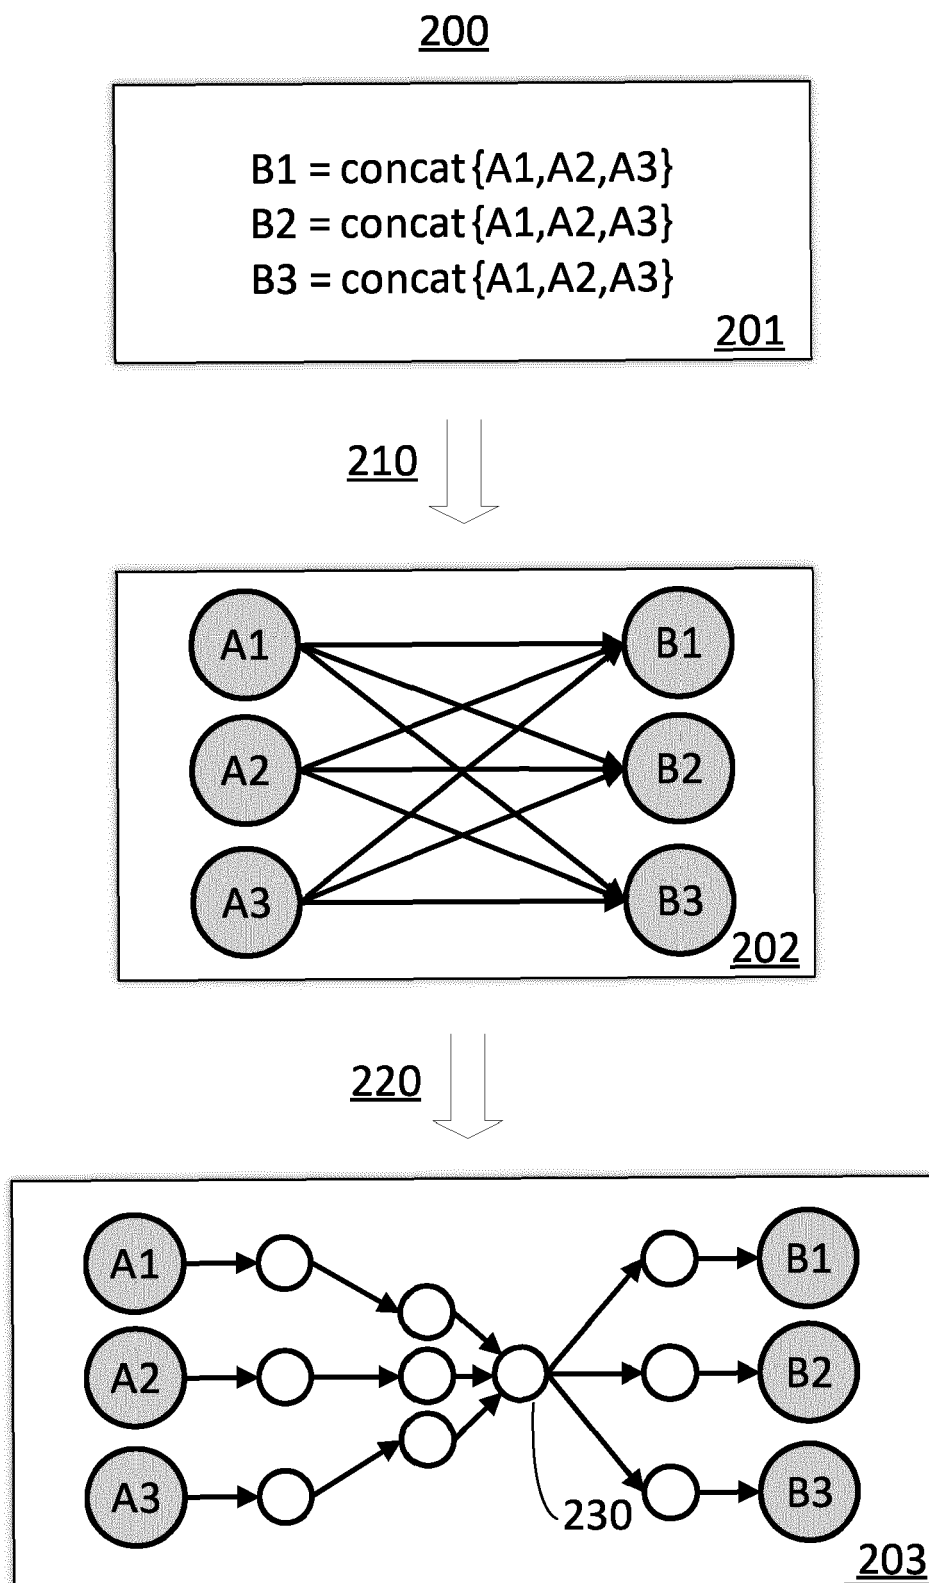 200
B1 = concat{A1,A2,A3}
B2 = concat{A1,A2,A3}
B3 = concat{A1,A2,A3}
201
210
A1 B1
A2 B2
A3 B3
202
220
A1 B1
A2 B2
A3 B3
230
203